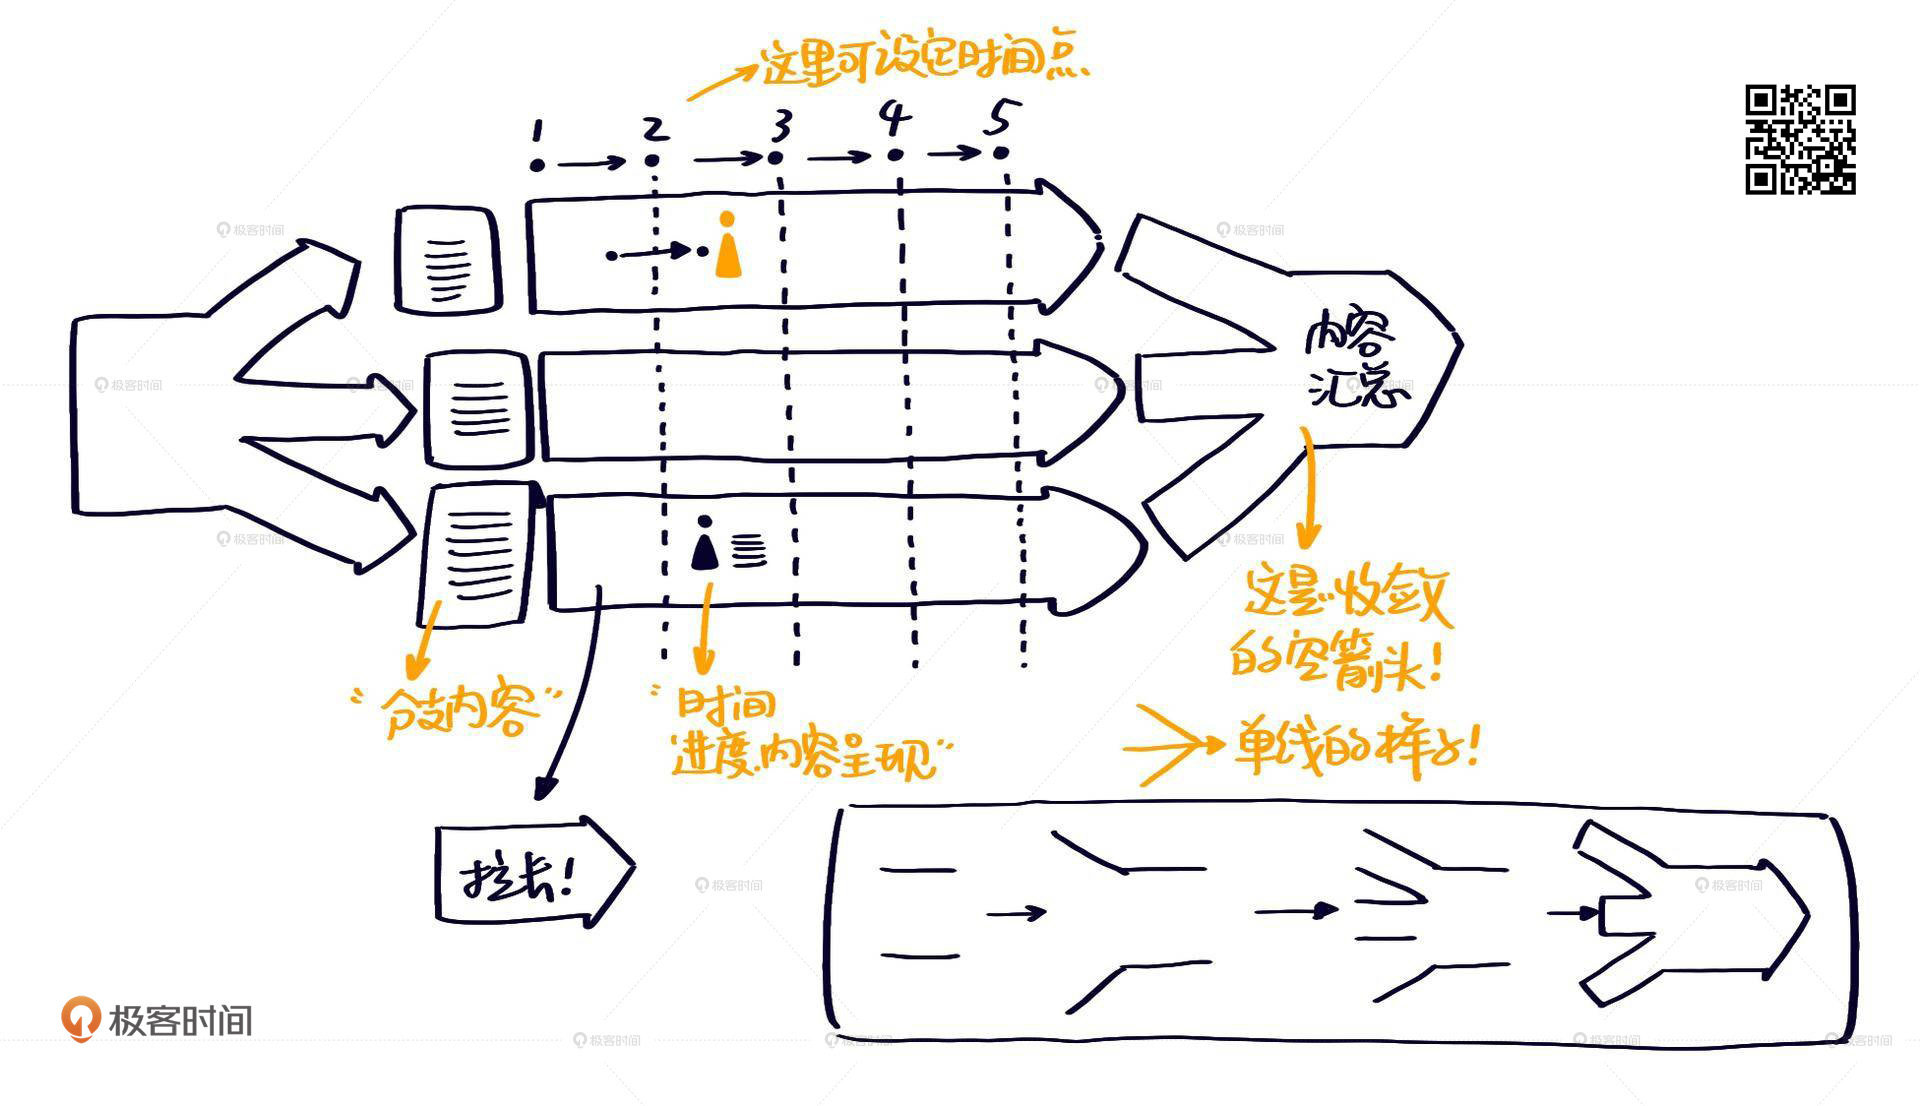 这里可设定时间点
1 2 3 4 5
内容
汇总
这是收敛
的空箭头!
单线的样子!
“分支内容”
“时间
进度.内容呈现”
拉长!
极客时间